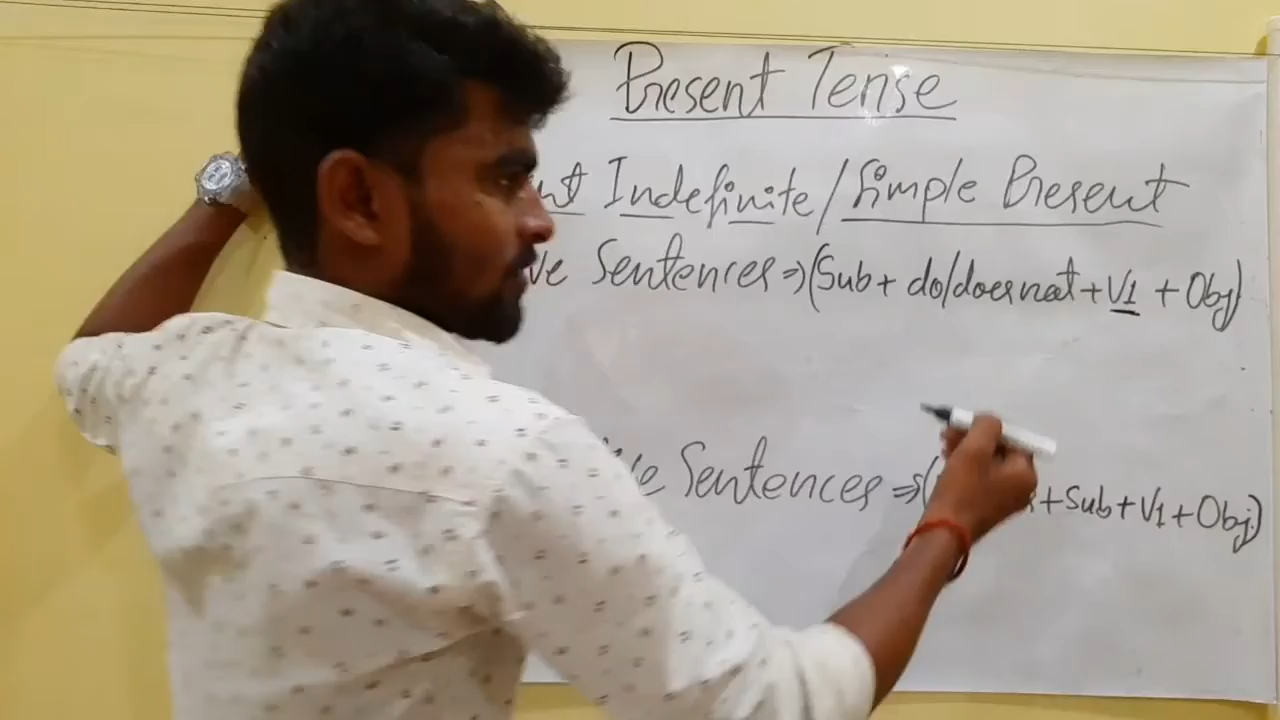 Present Tense
Indefinite/Simple Present
Sentences ⇒(Sub+ do/does not +V1 + Obj)
Sentences ⇒( +Sub+V1+Obj.)